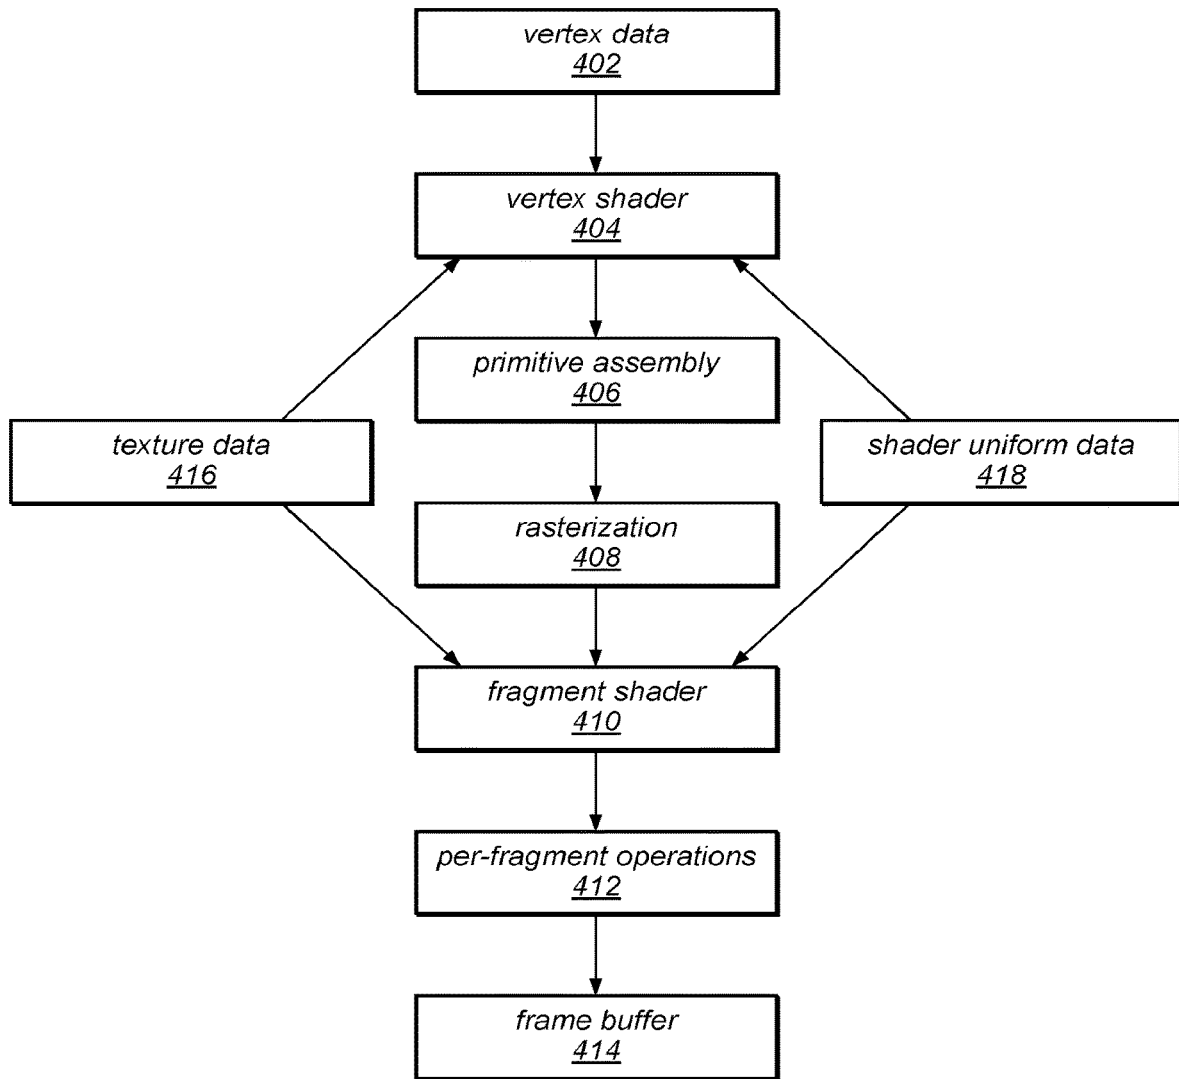 vertex data
402
vertex shader
404
primitive assembly
406
texture data
416
shader uniform data
418
rasterization
408
fragment shader
410
per-fragment operations
412
frame buffer
414